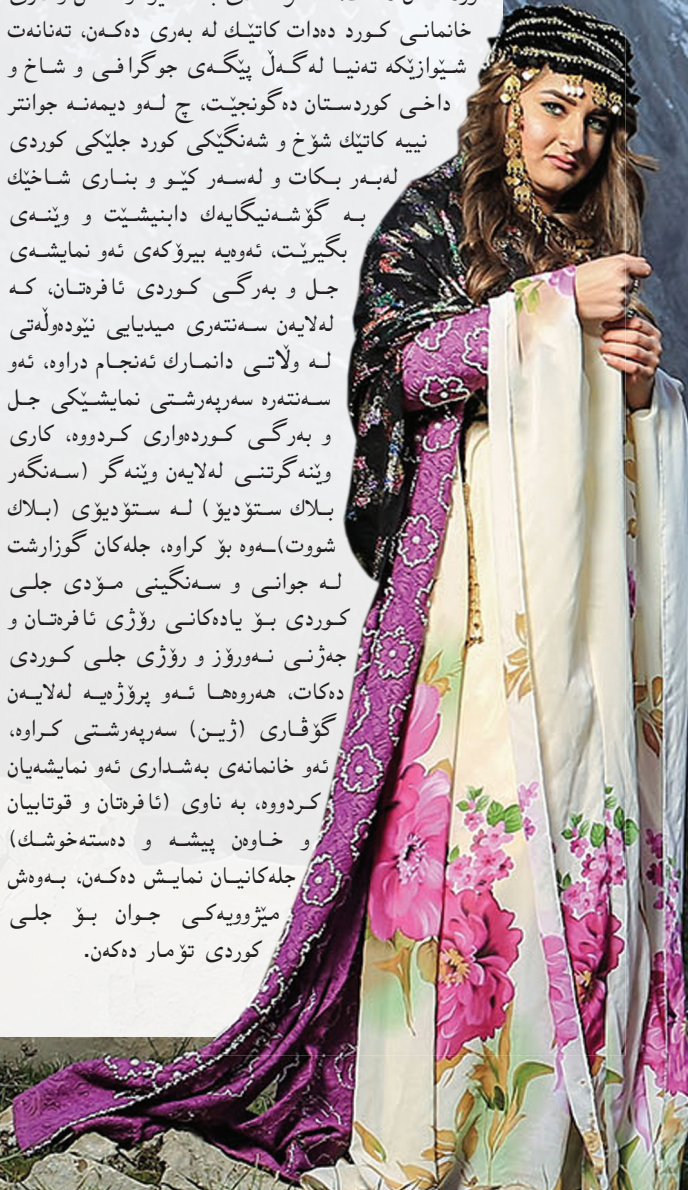 خانمانی کورد دەدات کاتێك لە بەری دەکەن، تەنانەت
شێوازێکە تەنیا لەگەڵ پێگەی جوگرافی و شاخ و
داخی کوردستان دەگونجێت، چ لەو دیمەنە جوانتر
نییە کاتێك شۆخ و شەنگێکی کورد جلێکی کوردی
لەبەر بکات و لەسەر کێو و بناری شاخێك
بە گۆشەنیگایەك دابنیشێت و وێنەی
بگیرێت، ئەوەیە بیرۆکەی ئەو نمایشەی
جل و بەرگی کوردی ئافرەتان، کە
لەلایەن سەنتەری میدیایی نێودەوڵەتی
لە وڵاتی دانمارك ئەنجام دراوە، ئەو
سەنتەرە سەرپەرشتی نمایشێکی جل
و بەرگی کوردەواری کردووە، کاری
وێنەگرتنی لەلایەن وێنەگر (سەنگەر
بلاك ستۆدیۆ) لە ستۆدیۆی (بلاك
شووت)ـەوە بۆ کراوە، جلەکان گوزارشت
لە جوانی و سەنگینی مۆدی جلی
کوردی بۆ یادەکانی رۆژی ئافرەتان و
جەژنی نەورۆز و رۆژی جلی کوردی
دەکات، هەروەها ئەو پرۆژەیە لەلایەن
گۆڤاری (ژین) سەرپەرشتی کراوە،
ئەو خانمانەی بەشداری ئەو نمایشەیان
کردووە، بە ناوی (ئافرەتان و قوتابیان
و خاوەن پیشە و دەستەخوشك)
جلەکانیان نمایش دەکەن، بەوەش
مێژوویەکی جوان بۆ جلی
کوردی تۆمار دەکەن.